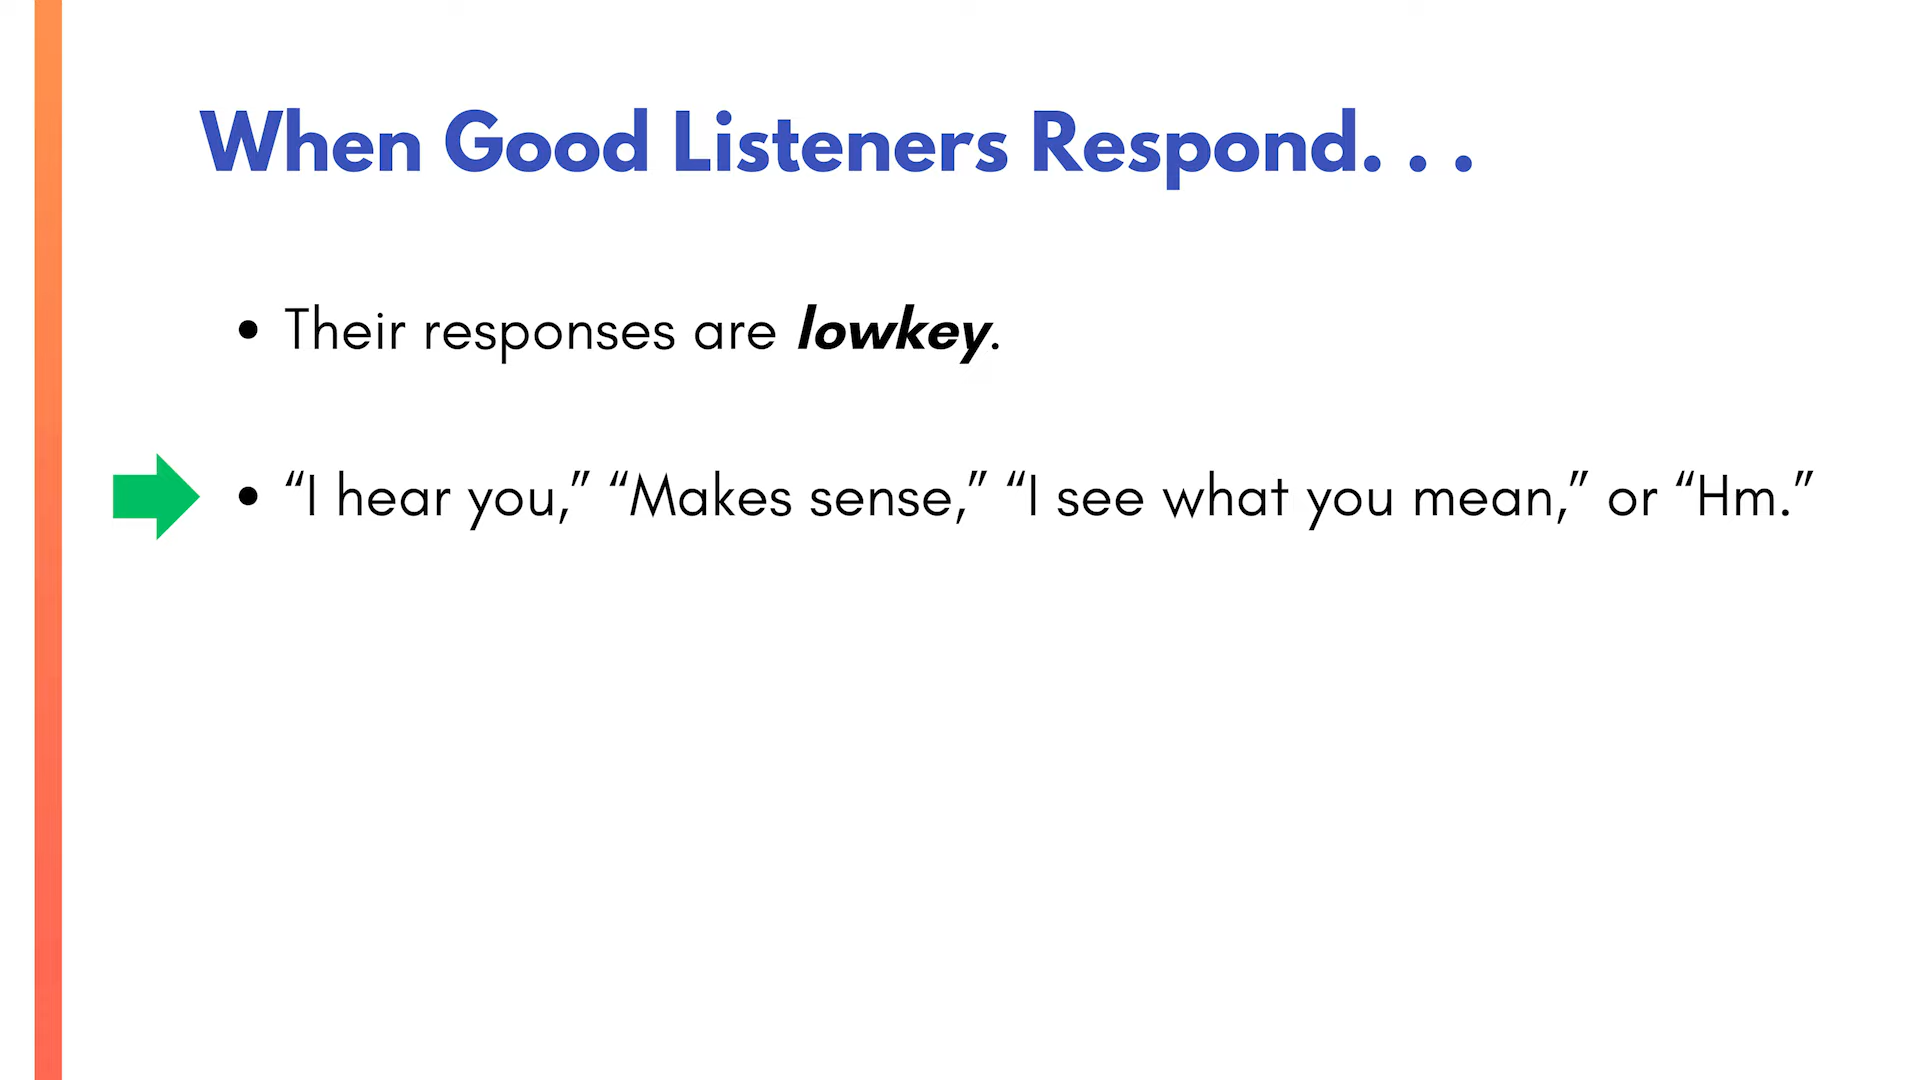 When Good Listeners Respond. . .
• Their responses are lowkey.
• “I hear you,” “Makes sense,” “I see what you mean,” or “Hm.”